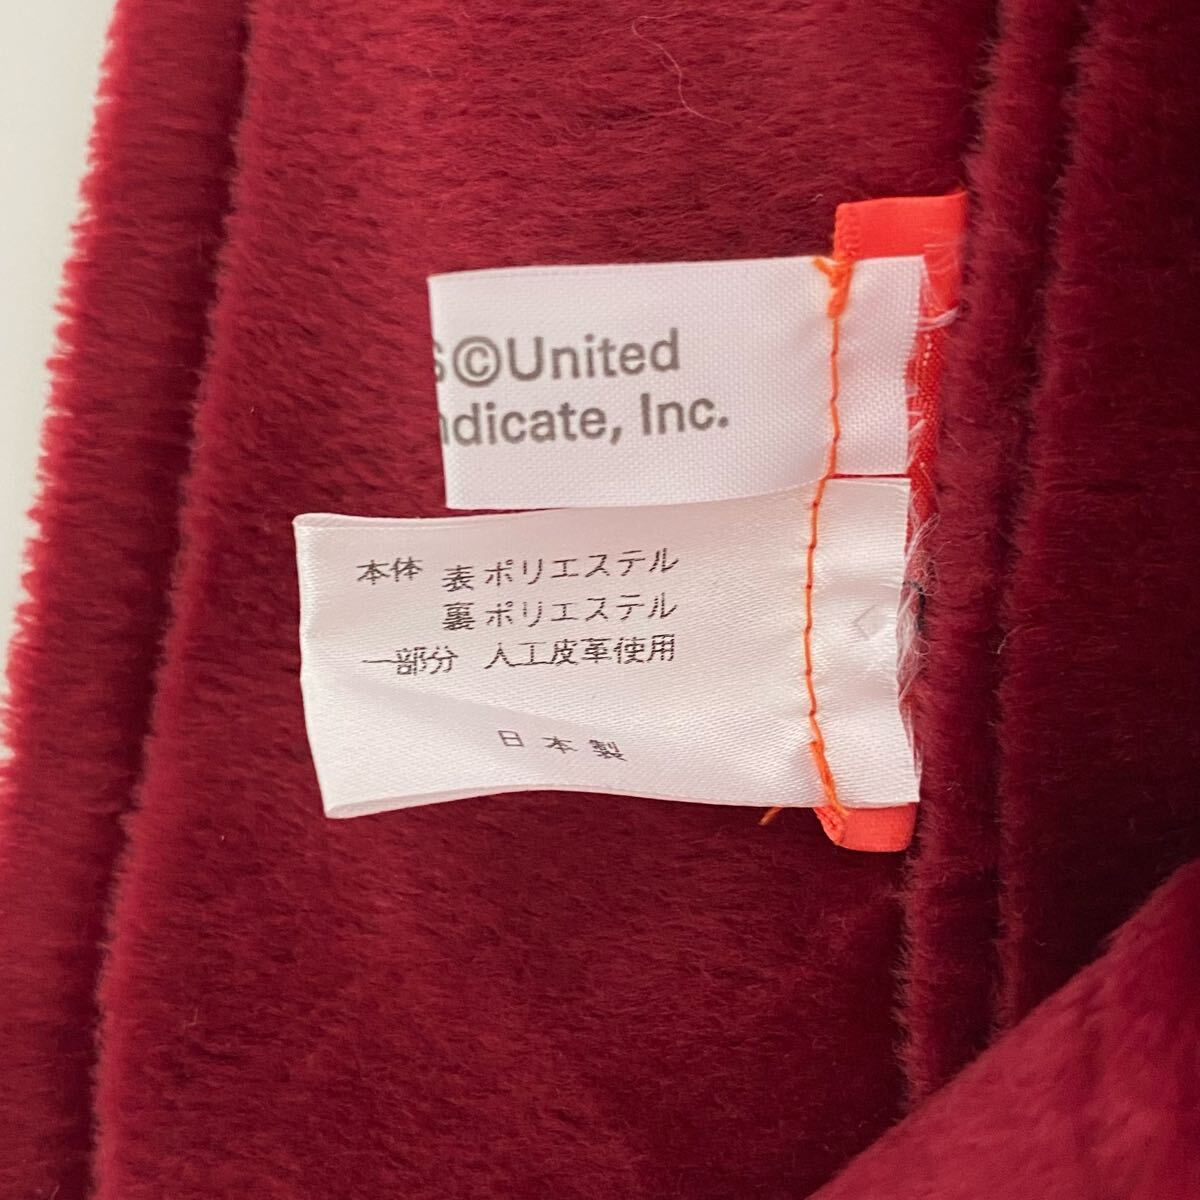 ©United
Inc.
本体 表 ポリエステル
裏 ポリエステル
一部分 人工皮革使用
日本製